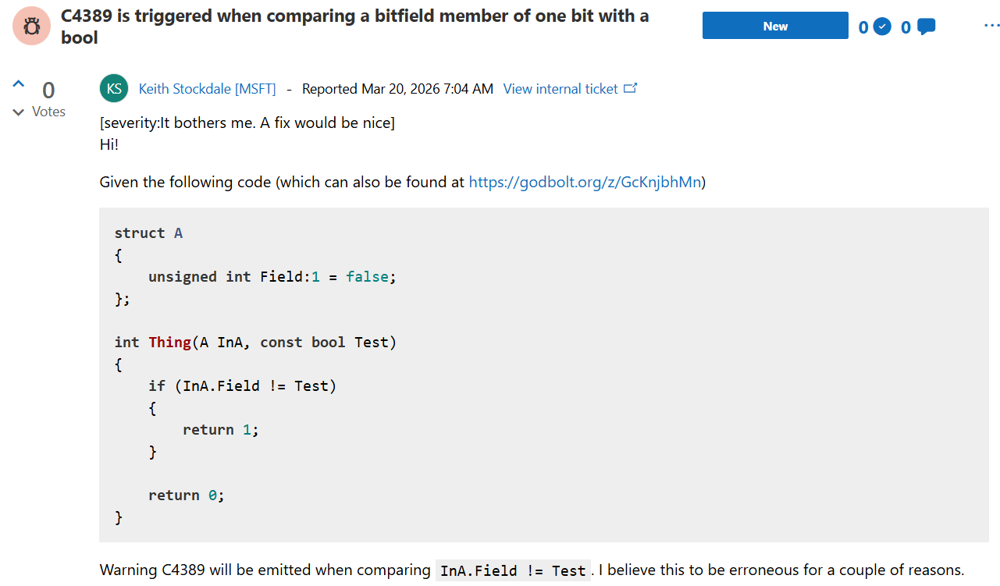 C4389 is triggered when comparing a bitfield member of one bit with a
bool
New
0
0
...
0
Votes
KS
Keith Stockdale [MSFT] - Reported Mar 20, 2026 7:04 AM View internal ticket
[severity:It bothers me. A fix would be nice]
Hi!
Given the following code (which can also be found at https://godbolt.org/z/GcKnjbhMn)
struct A
{
    unsigned int Field:1 = false;
};
int Thing(A InA, const bool Test)
{
    if (InA.Field != Test)
    {
        return 1;
    }
    return 0;
}
Warning C4389 will be emitted when comparing InA.Field != Test. I believe this to be erroneous for a couple of reasons.